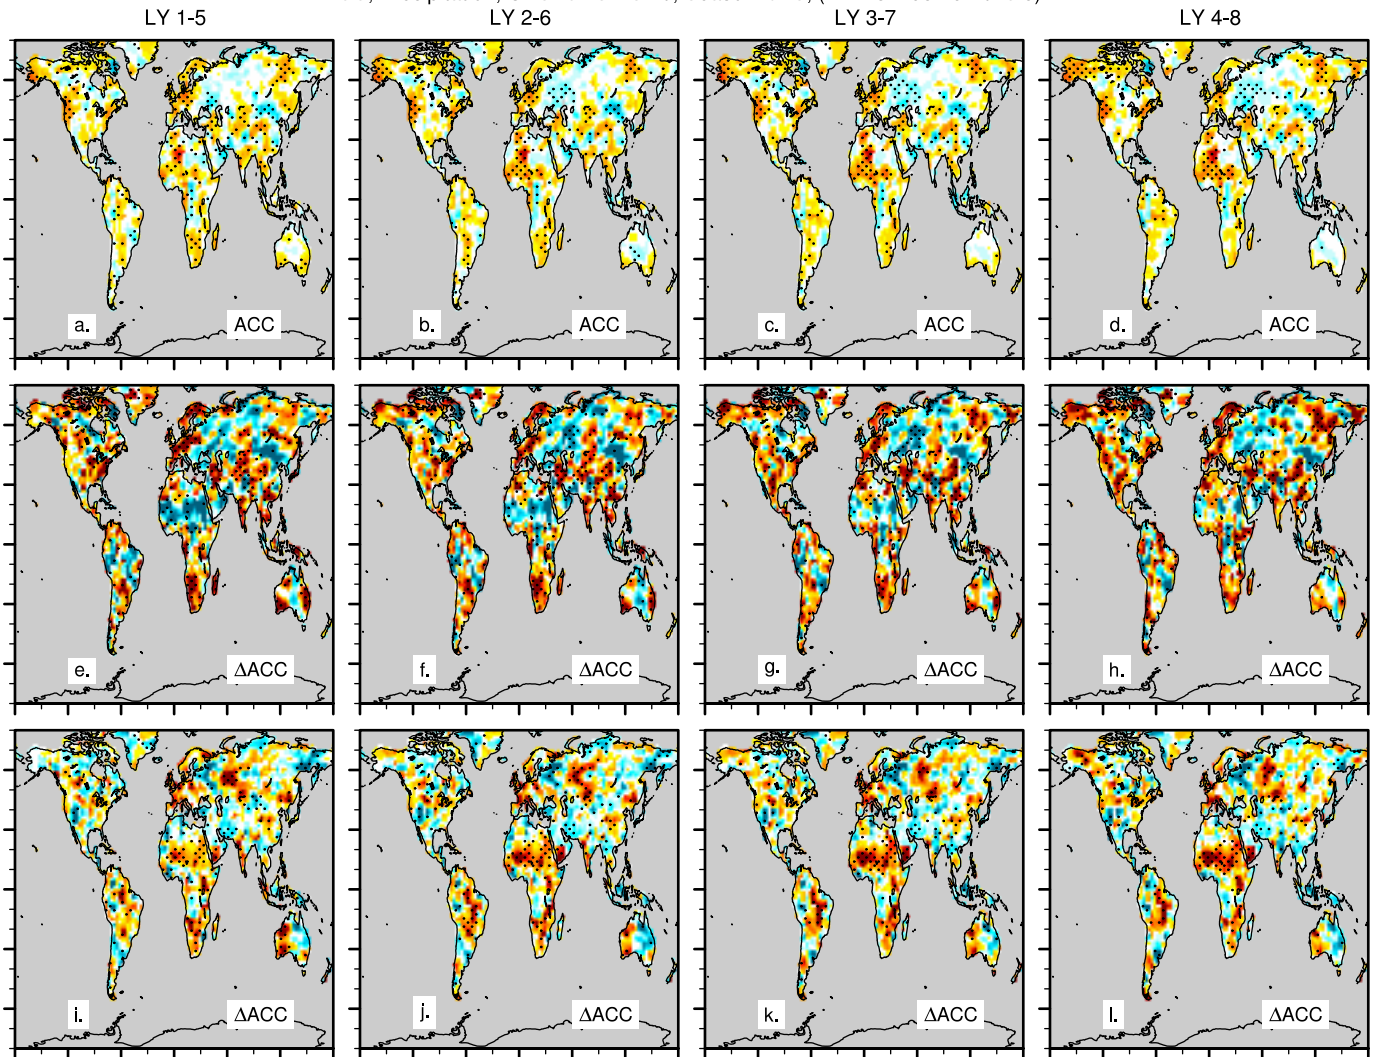 LY 1-5 LY 2-6 LY 3-7 LY 4-8
a. ACC b. ACC c. ACC d. ACC
e. ΔACC f. ΔACC g. ΔACC h. ΔACC
i. ΔACC j. ΔACC k. ΔACC l. ΔACC